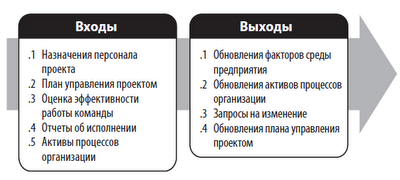 Входы
.1 Назначения персонала
проекта
.2 План управления проектом
.3 Оценка эффективности
работы команды
.4 Отчеты об исполнении
.5 Активы процессов
организации
Выходы
.1 Обновления факторов среды
предприятия
.2 Обновления активов процессов
организации
.3 Запросы на изменение
.4 Обновления плана управления
проектом